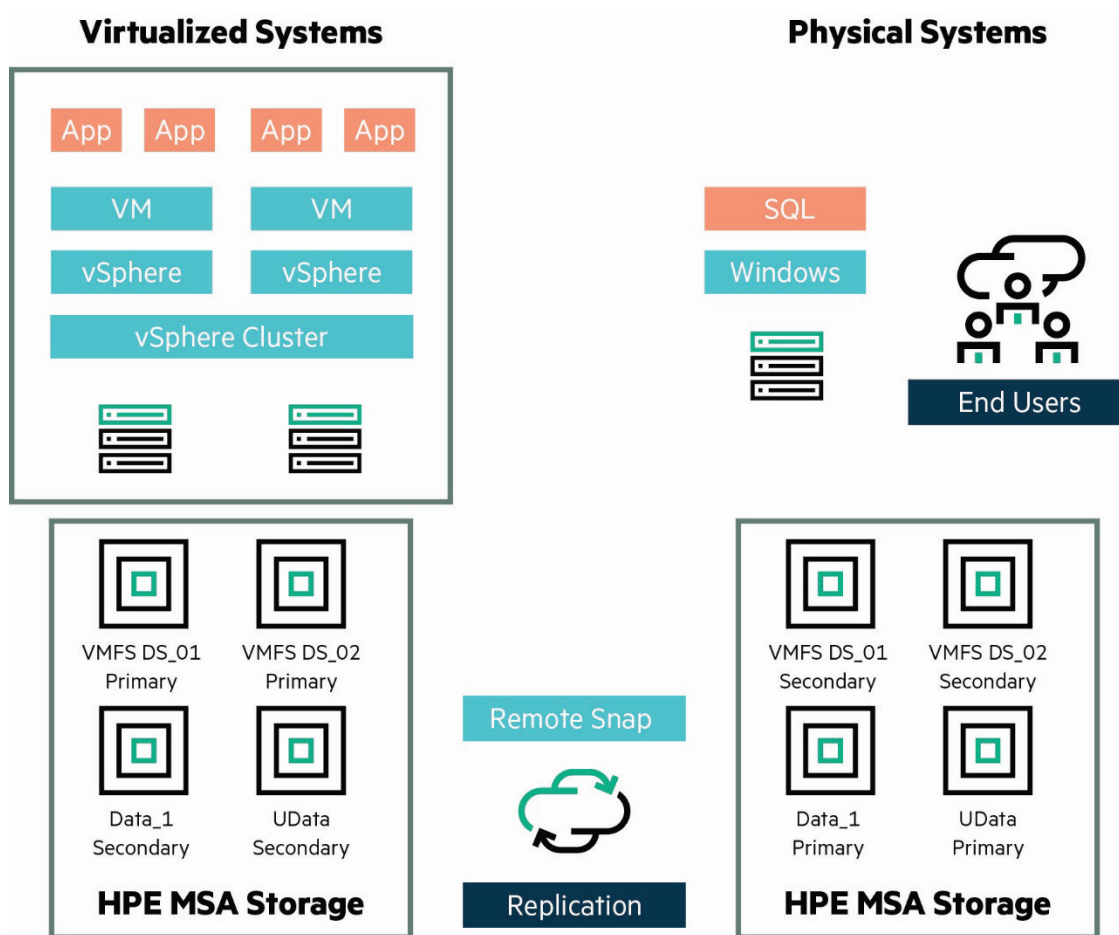 Virtualized Systems
Physical Systems
App App App App
VM VM
vSphere vSphere
vSphere Cluster
SQL
Windows
End Users
VMFS DS_01 VMFS DS_02
Primary Primary
Data_1 UData
Secondary Secondary
HPE MSA Storage
Remote Snap
Replication
VMFS DS_01 VMFS DS_02
Secondary Secondary
Data_1 UData
Primary Primary
HPE MSA Storage